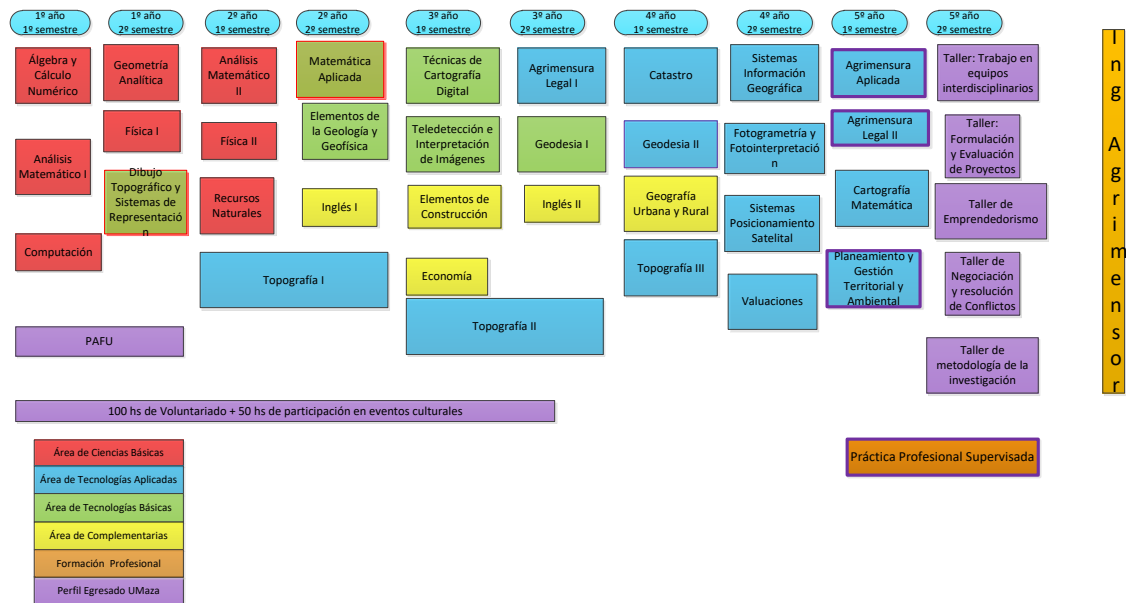 1º año
1º semestre
1º año
2º semestre
2º año
1º semestre
2º año
2º semestre
3º año
1º semestre
3º año
2º semestre
4º año
1º semestre
4º año
2º semestre
5º año
1º semestre
5º año
2º semestre
Álgebra y
Cálculo
Numérico
Geometría
Analítica
Análisis
Matemático
II
Matemática
Aplicada
Técnicas de
Cartografía
Digital
Agrimensura
Legal I
Catastro
Sistemas
Información
Geográfica
Agrimensura
Aplicada
Taller: Trabajo en
equipos
interdisciplinarios
Análisis
Matemático I
Física I
Física II
Elementos de
la Geología y
Geofísica
Teledetección e
Interpretación
de Imágenes
Geodesia I
Geodesia II
Fotogrametría y
Fotointerpretació
n
Agrimensura
Legal II
Taller:
Formulación
y Evaluación
de Proyectos
Dibujo
Topográfico y
Sistemas de
Representació
n
Recursos
Naturales
Inglés I
Elementos de
Construcción
Inglés II
Geografía
Urbana y Rural
Sistemas
Posicionamiento
Satelital
Cartografía
Matemática
Taller de
Emprendedorismo
Computación
Topografía I
Economía
Topografía II
Topografía III
Valuaciones
Planeamiento y
Gestión
Territorial y
Ambiental
Taller de
Negociación
y resolución
de Conflictos
PAFU
Taller de
metodología de la
investigación
100 hs de Voluntariado + 50 hs de participación en eventos culturales
Práctica Profesional Supervisada
Área de Ciencias Básicas
Área de Tecnologías Aplicadas
Área de Tecnologías Básicas
Área de Complementarias
Formación Profesional
Perfil Egresado UMaza
Ing Agrimensor